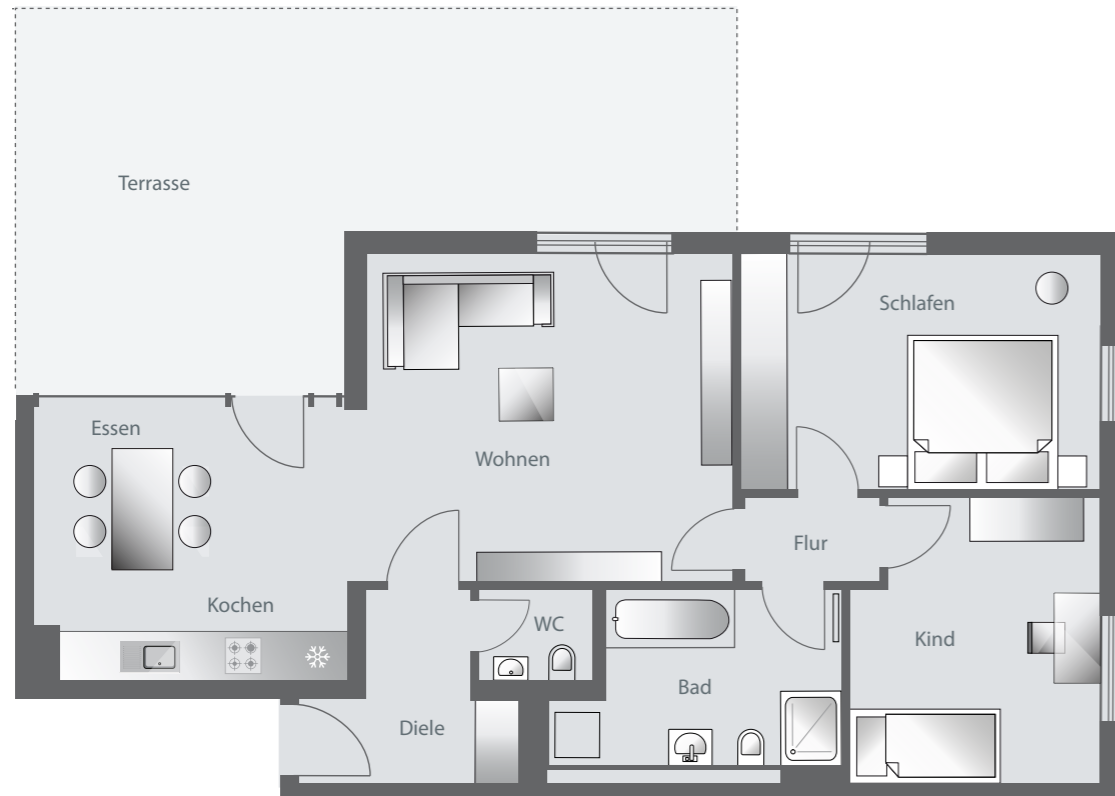 Terrasse
Schlafen
Essen
Wohnen
Flur
Kochen
WC
Kind
Bad
Diele